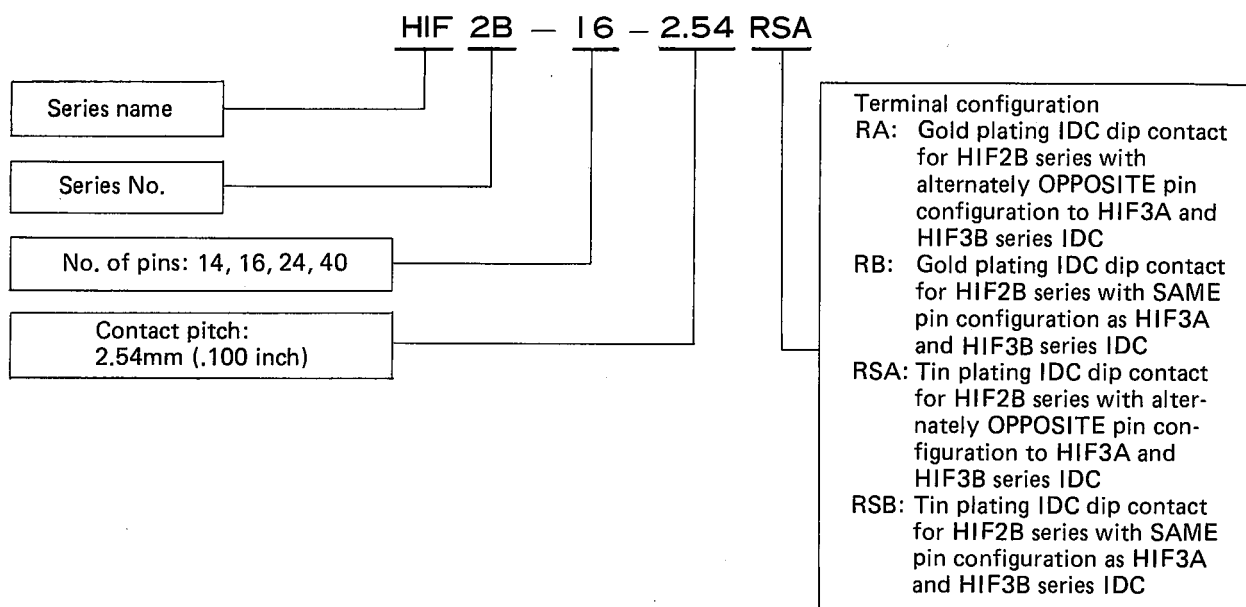 HIF 2B – 16 – 2.54 RSA
Series name
Series No.
No. of pins: 14, 16, 24, 40
Contact pitch:
2.54mm (.100 inch)
Terminal configuration
RA: Gold plating IDC dip contact
for HIF2B series with
alternately OPPOSITE pin
configuration to HIF3A and
HIF3B series IDC
RB: Gold plating IDC dip contact
for HIF2B series with SAME
pin configuration as HIF3A
and HIF3B series IDC
RSA: Tin plating IDC dip contact
for HIF2B series with alter-
nately OPPOSITE pin con-
figuration to HIF3A and
HIF3B series IDC
RSB: Tin plating IDC dip contact
for HIF2B series with SAME
pin configuration as HIF3A
and HIF3B series IDC